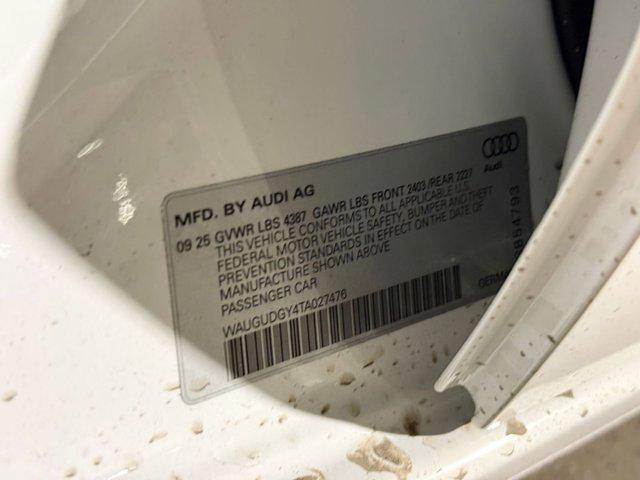 Audi
MFD. BY AUDI AG
09 25 GVWR LBS 4387 GAWR LBS FRONT 2403 /REAR 2227
THIS VEHICLE CONFORMS TO ALL APPLICABLE U.S.
FEDERAL MOTOR VEHICLE SAFETY, BUMPER AND THEFT
PREVENTION STANDARDS IN EFFECT ON THE DATE OF
MANUFACTURE SHOWN ABOVE
PASSENGER CAR
WAUGUDGY4TA027476